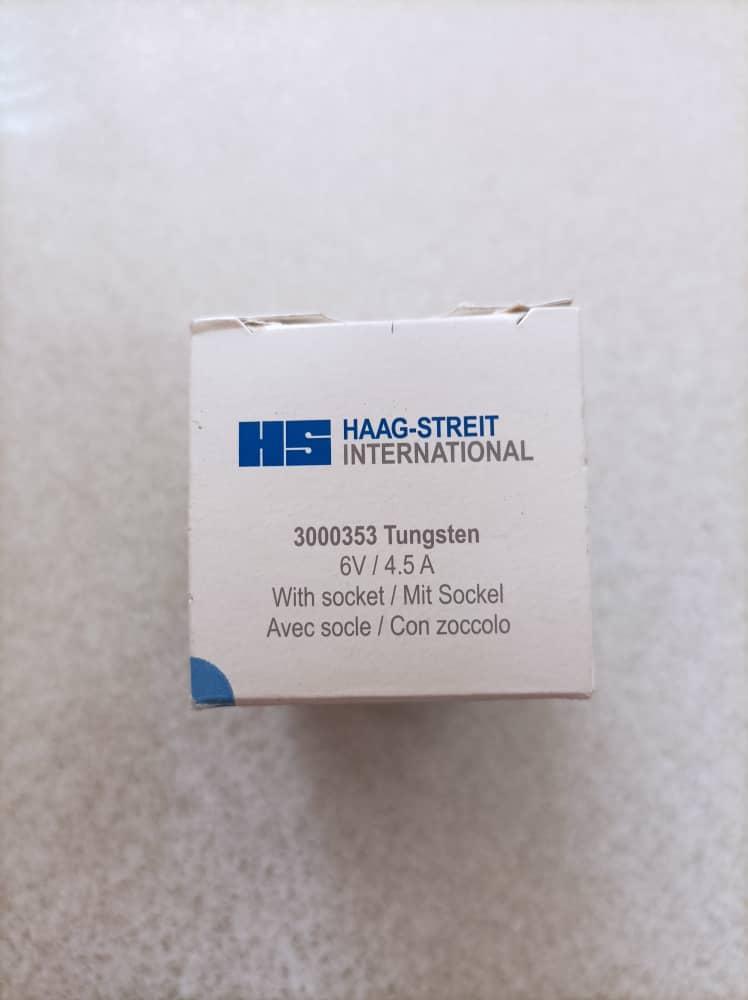 HS HAAG-STREIT
INTERNATIONAL
3000353 Tungsten
6V / 4.5 A
With socket / Mit Sockel
Avec socle / Con zoccolo